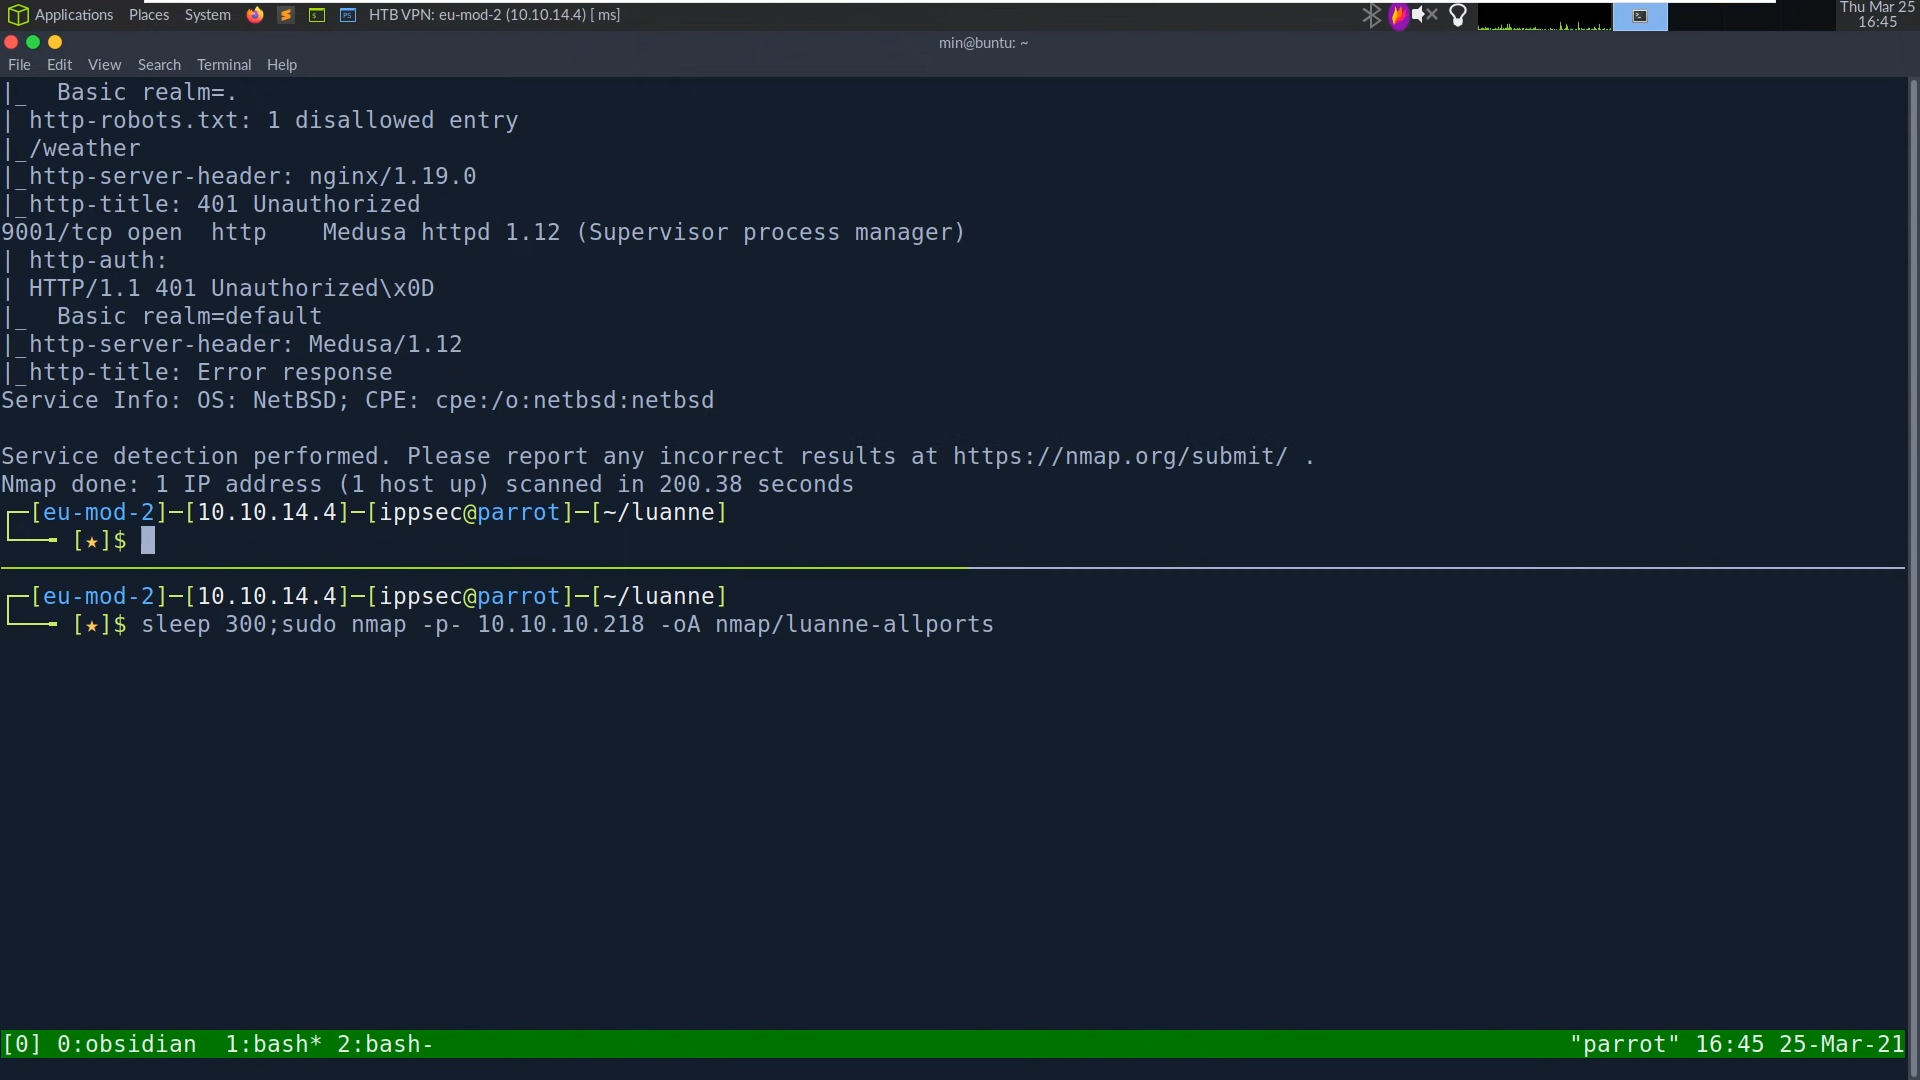 Applications Places System HTB VPN: eu-mod-2 (10.10.14.4) [ ms] Thu Mar 25
16:45
min@buntu: ~
File Edit View Search Terminal Help
|_  Basic realm=.
| http-robots.txt: 1 disallowed entry
|_/weather
|_http-server-header: nginx/1.19.0
|_http-title: 401 Unauthorized
9001/tcp open  http    Medusa httpd 1.12 (Supervisor process manager)
| http-auth:
| HTTP/1.1 401 Unauthorized\x0D
|_  Basic realm=default
|_http-server-header: Medusa/1.12
|_http-title: Error response
Service Info: OS: NetBSD; CPE: cpe:/o:netbsd:netbsd
Service detection performed. Please report any incorrect results at https://nmap.org/submit/ .
Nmap done: 1 IP address (1 host up) scanned in 200.38 seconds
┌─[eu-mod-2]─[10.10.14.4]─[ippsec@parrot]─[~/luanne]
└──╼ [★]$
┌─[eu-mod-2]─[10.10.14.4]─[ippsec@parrot]─[~/luanne]
└──╼ [★]$ sleep 300;sudo nmap -p- 10.10.10.218 -oA nmap/luanne-allports
[0] 0:obsidian  1:bash* 2:bash- "parrot" 16:45 25-Mar-21